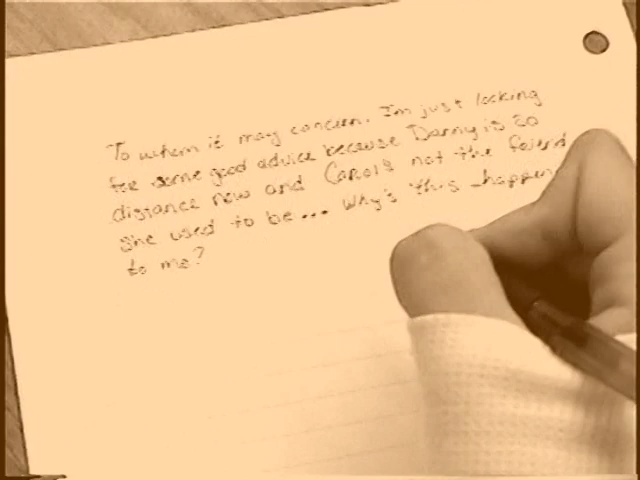 To whom it may concern. I'm just looking
for some good advice because Danny is so
distance now and Carol's not the friend
she used to be... Why's this happen
to me?